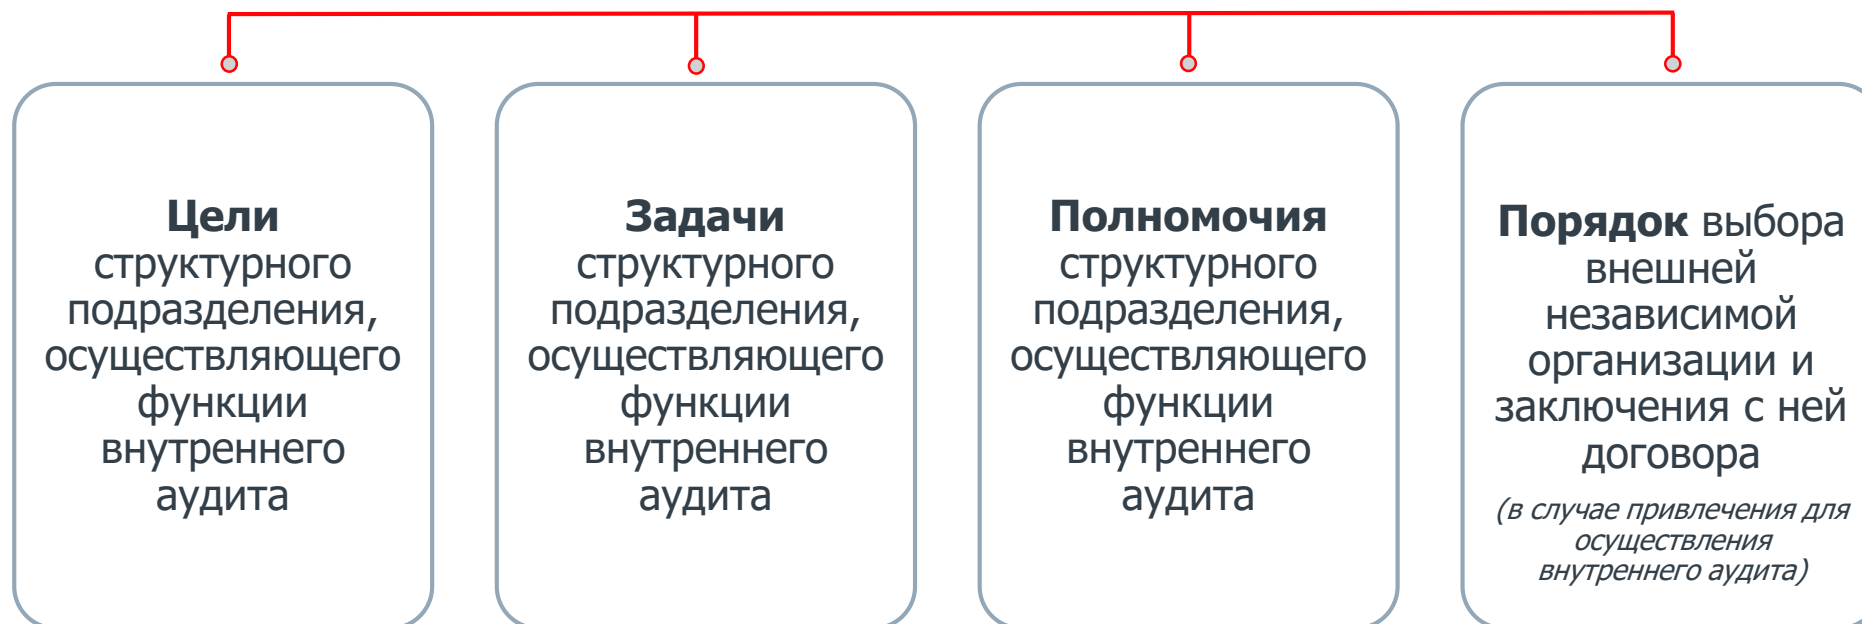 Цели
структурного
подразделения,
осуществляющего
функции
внутреннего
аудита
Задачи
структурного
подразделения,
осуществляющего
функции
внутреннего
аудита
Полномочия
структурного
подразделения,
осуществляющего
функции
внутреннего
аудита
Порядок выбора
внешней
независимой
организации и
заключения с ней
договора
(в случае привлечения для
осуществления
внутреннего аудита)